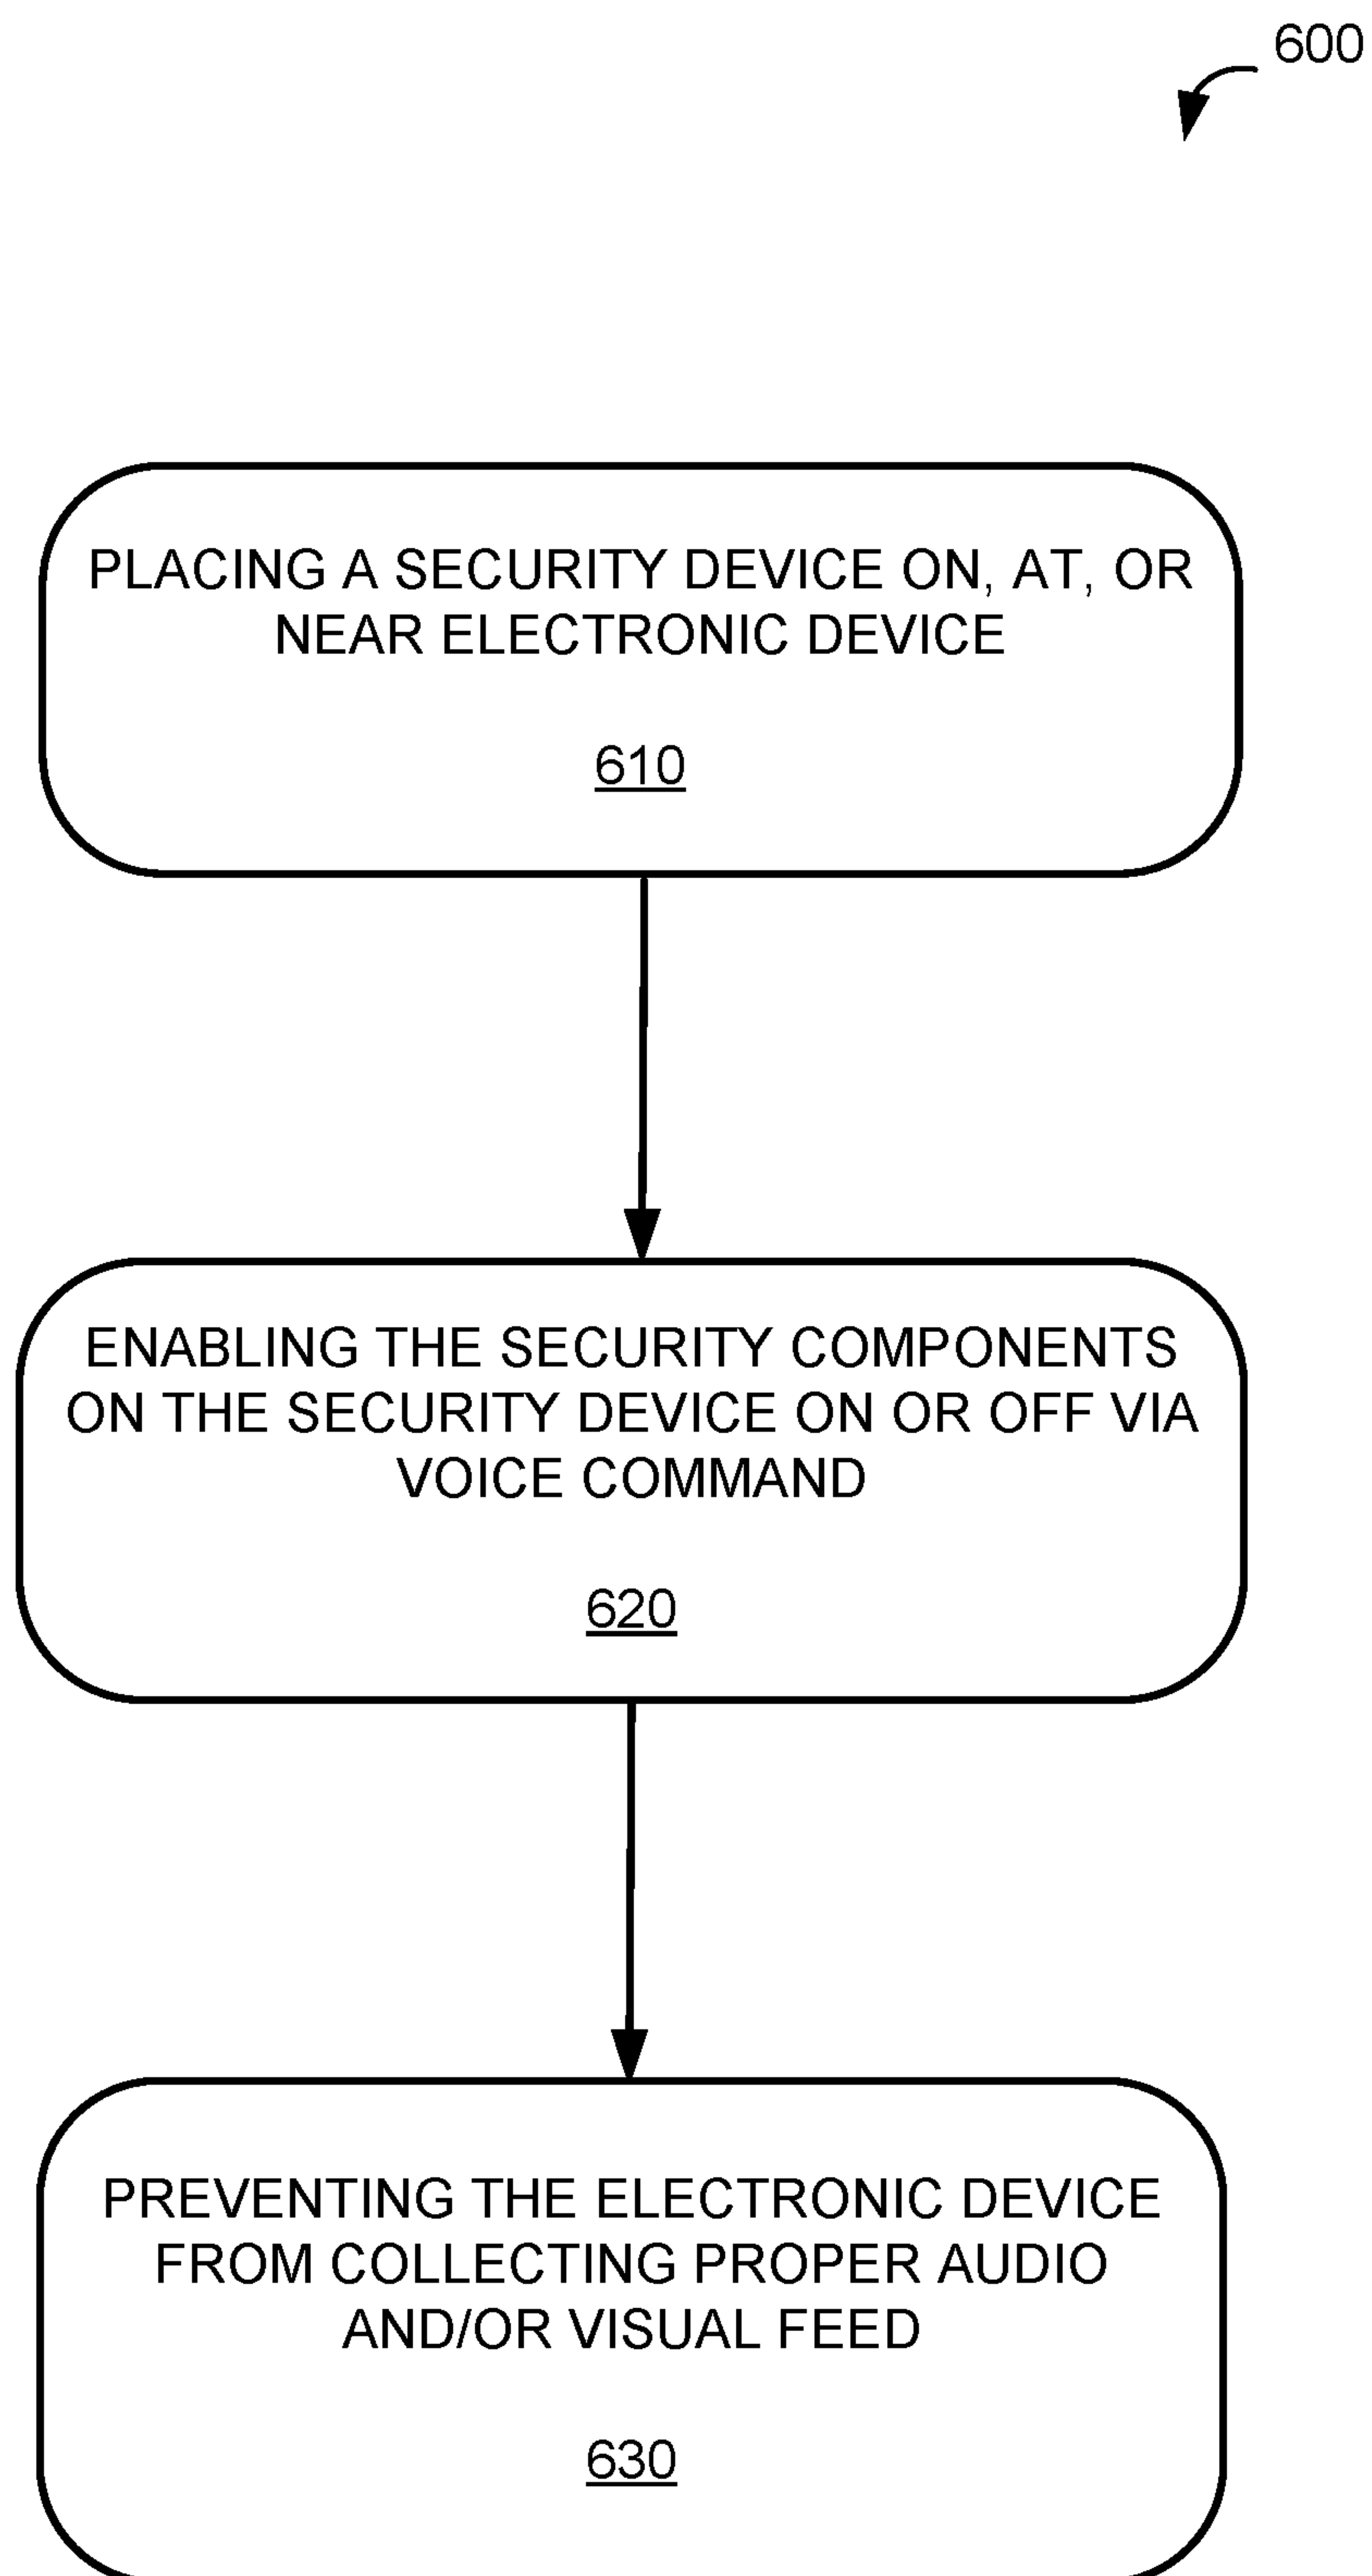 600
PLACING A SECURITY DEVICE ON, AT, OR
NEAR ELECTRONIC DEVICE
610
ENABLING THE SECURITY COMPONENTS
ON THE SECURITY DEVICE ON OR OFF VIA
VOICE COMMAND
620
PREVENTING THE ELECTRONIC DEVICE
FROM COLLECTING PROPER AUDIO
AND/OR VISUAL FEED
630